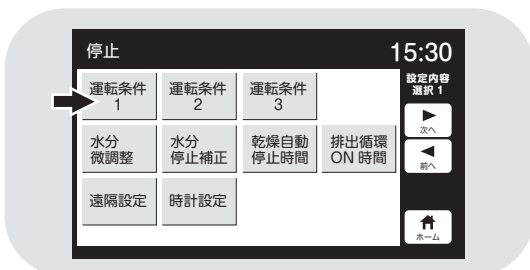 停止
15:30
設定内容
選択 1
運転条件
1
運転条件
2
運転条件
3
次へ
水分
微調整
水分
停止補正
乾燥自動
停止時間
排出循環
ON 時間
前へ
遠隔設定
時計設定
ホーム